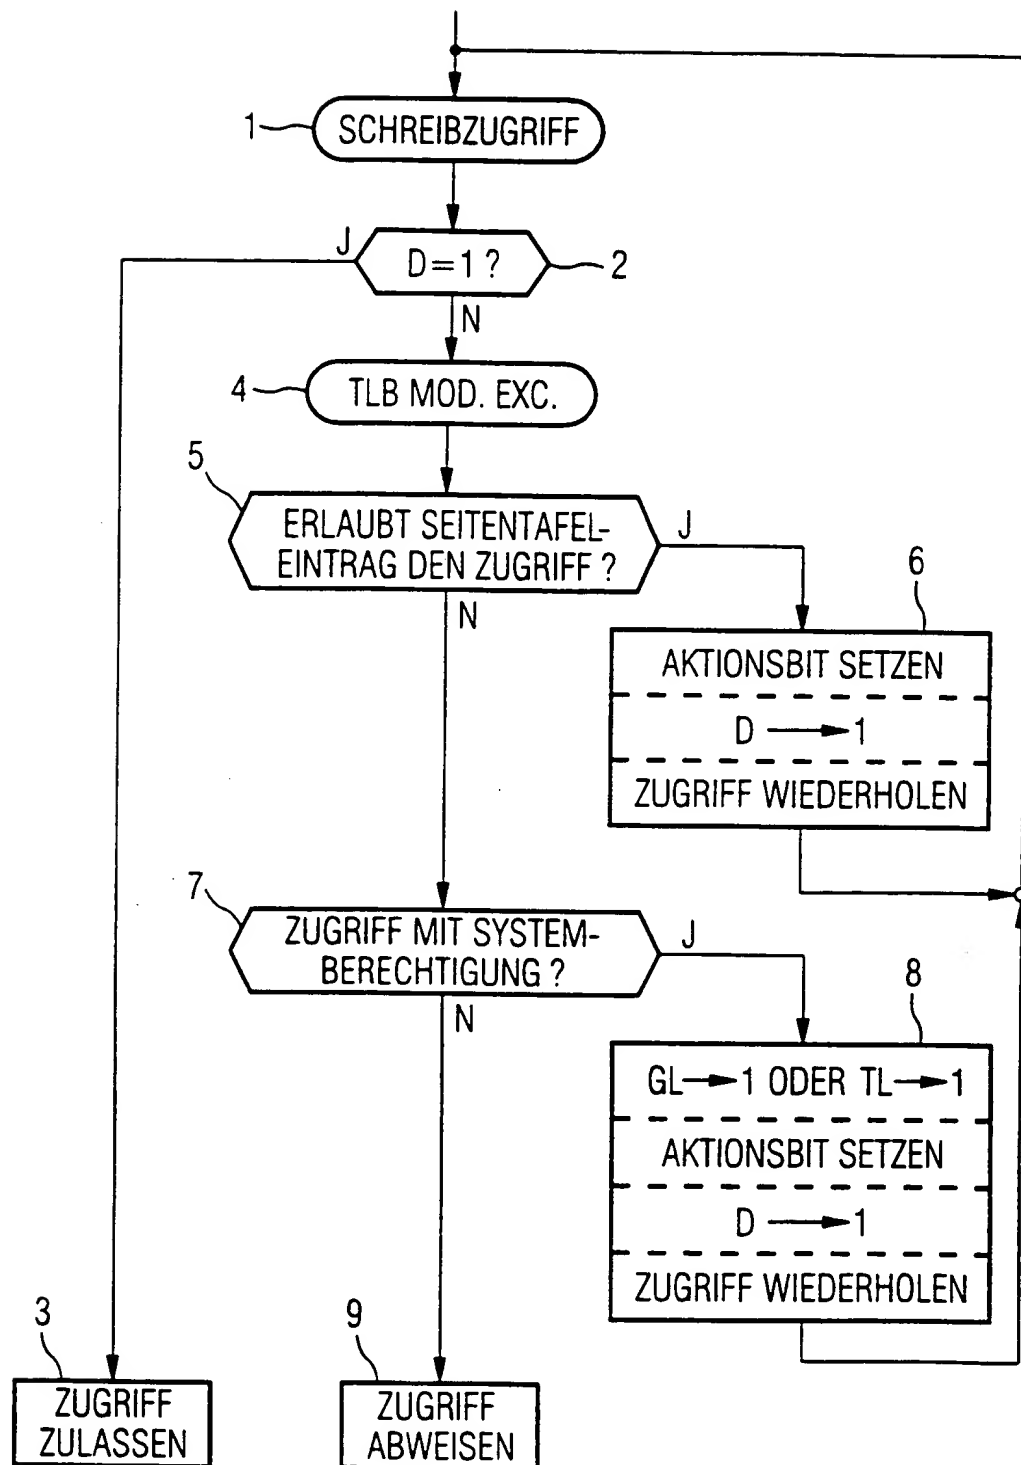 1
SCHREIBZUGRIFF
J
D=1 ?
2
N
4
TLB MOD. EXC.
5
ERLAUBT SEITENTAFEL-
EINTRAG DEN ZUGRIFF ?
J
N
6
AKTIONSBIT SETZEN
D → 1
ZUGRIFF WIEDERHOLEN
7
ZUGRIFF MIT SYSTEM-
BERECHTIGUNG ?
J
N
8
GL → 1 ODER TL → 1
AKTIONSBIT SETZEN
D → 1
ZUGRIFF WIEDERHOLEN
3
ZUGRIFF
ZULASSEN
9
ZUGRIFF
ABWEISEN